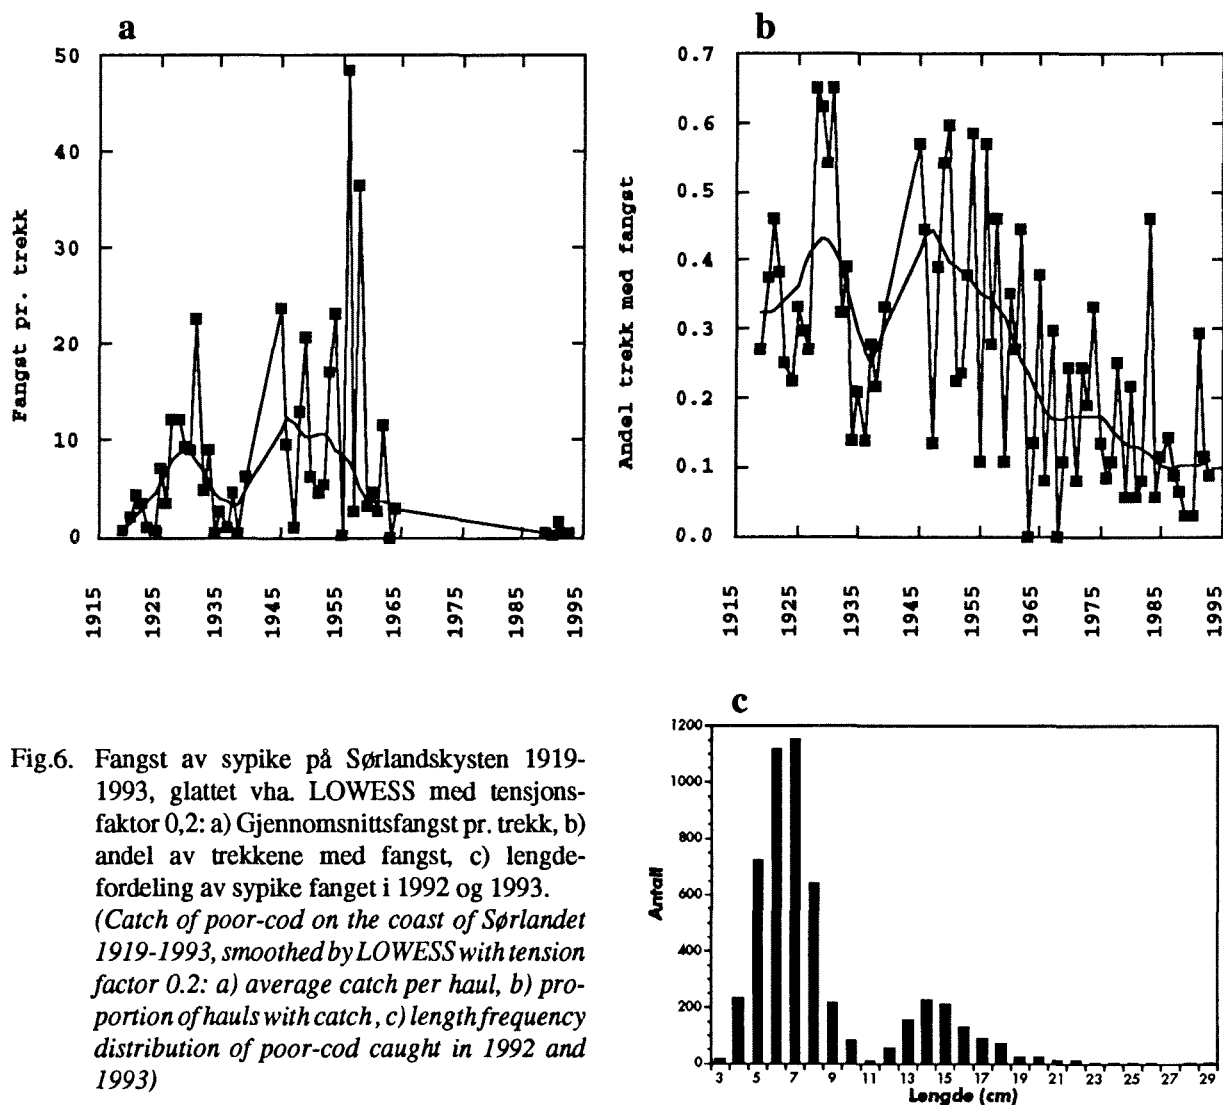 a
Fangst pr. trekk
50
40
30
20
10
0
1915 1925 1935 1945 1955 1965 1975 1985 1995
b
Andel trekk med fangst
0.7
0.6
0.5
0.4
0.3
0.2
0.1
0.0
1915 1925 1935 1945 1955 1965 1975 1985 1995
Fig.6. Fangst av sypike på Sørlandskysten 1919-
1993, glattet vha. LOWESS med tensjons-
faktor 0,2: a) Gjennomsnittsfangst pr. trekk, b)
andel av trekkene med fangst, c) lengde-
fordeling av sypike fanget i 1992 og 1993.
(Catch of poor-cod on the coast of Sørlandet
1919-1993, smoothed by LOWESS with tension
factor 0.2: a) average catch per haul, b) pro-
portion of hauls with catch, c) length frequency
distribution of poor-cod caught in 1992 and
1993)
c
Antall
1200
1000
800
600
400
200
0
3 5 7 9 11 13 15 17 19 21 23 25 27 29
Lengde (cm)